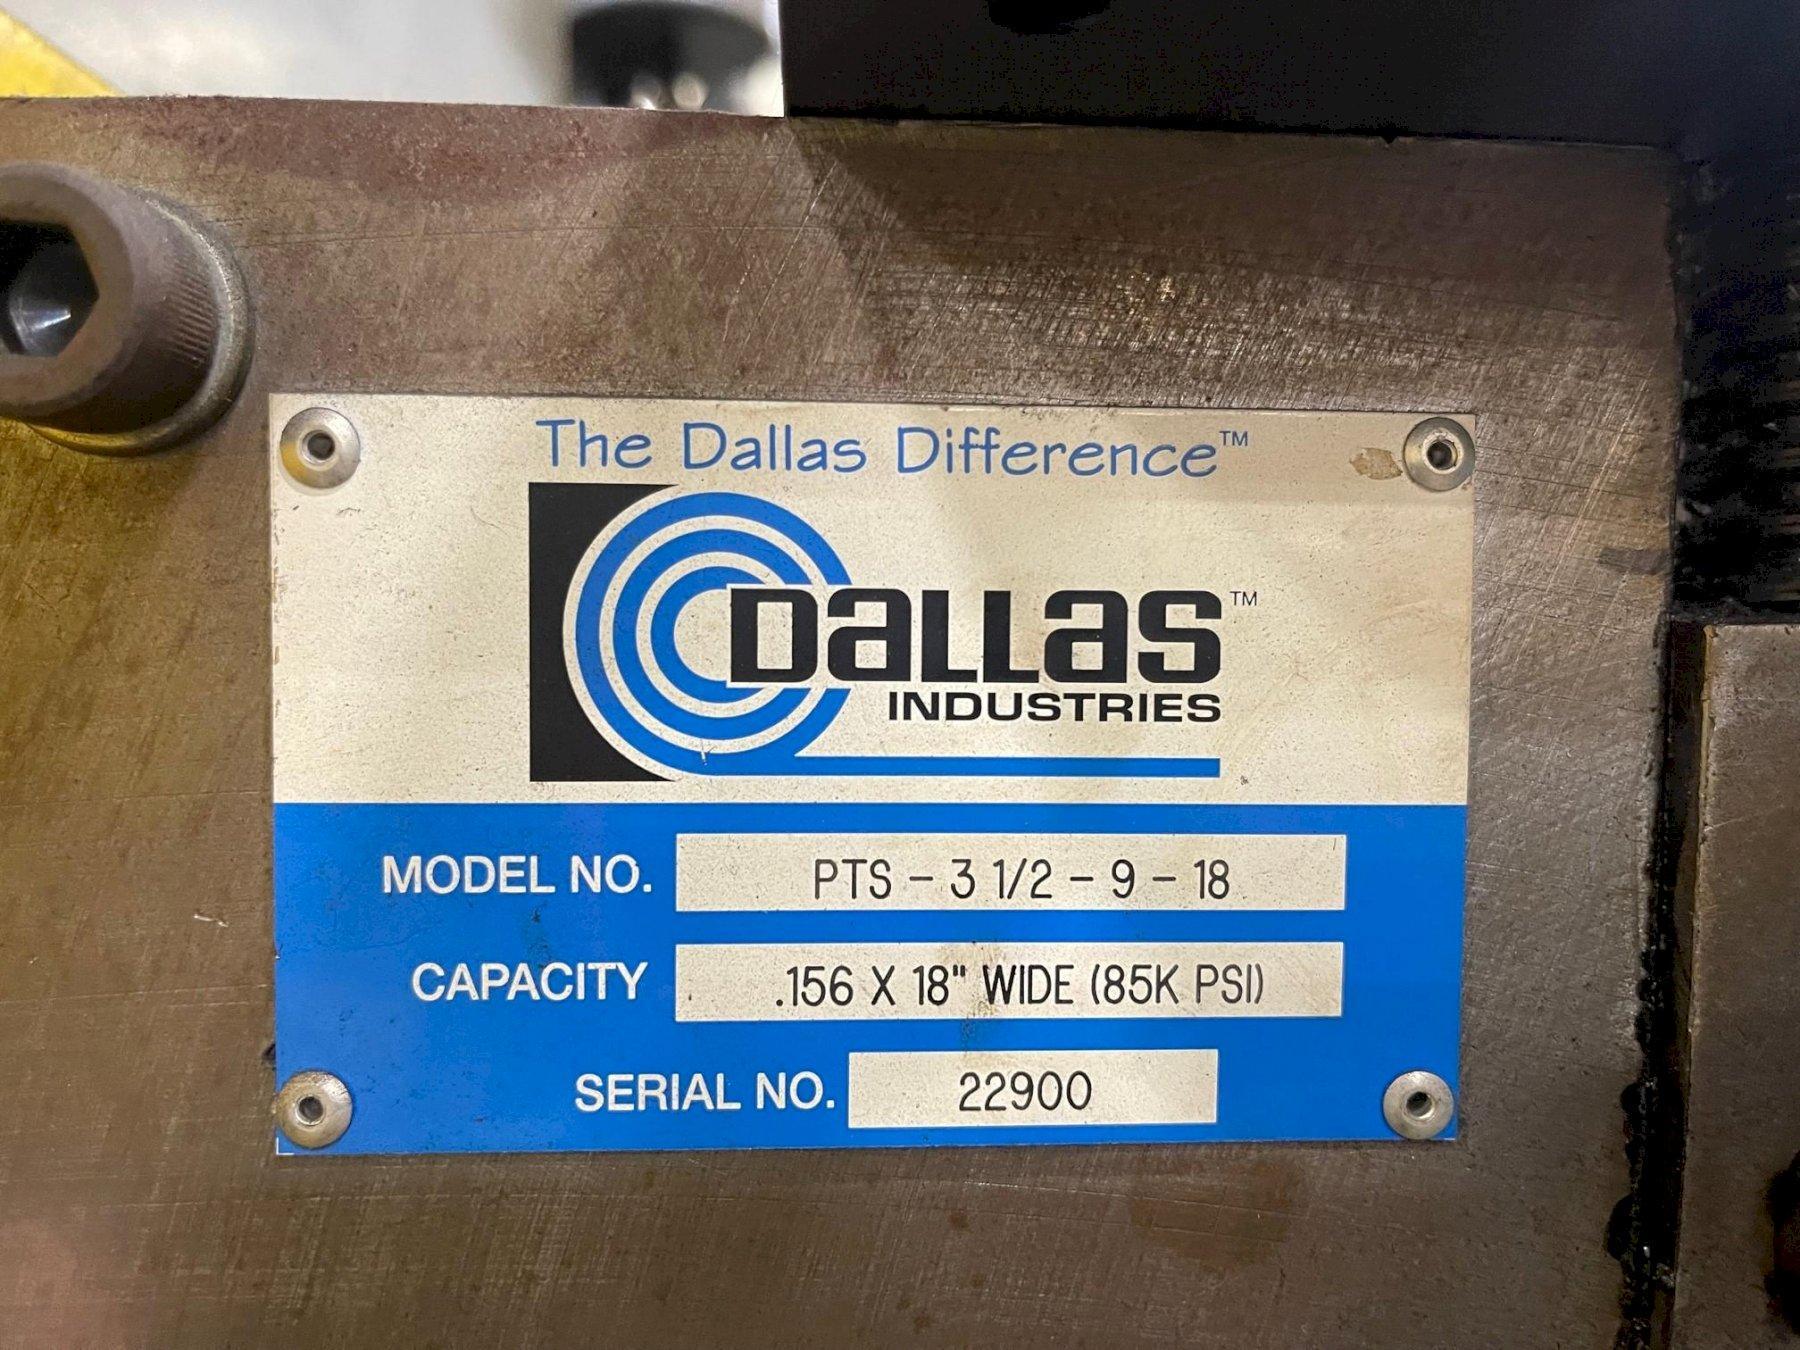 The Dallas Difference™
Dallas™
INDUSTRIES
MODEL NO. PTS - 3 1/2 - 9 - 18
CAPACITY .156 X 18" WIDE (85K PSI)
SERIAL NO. 22900